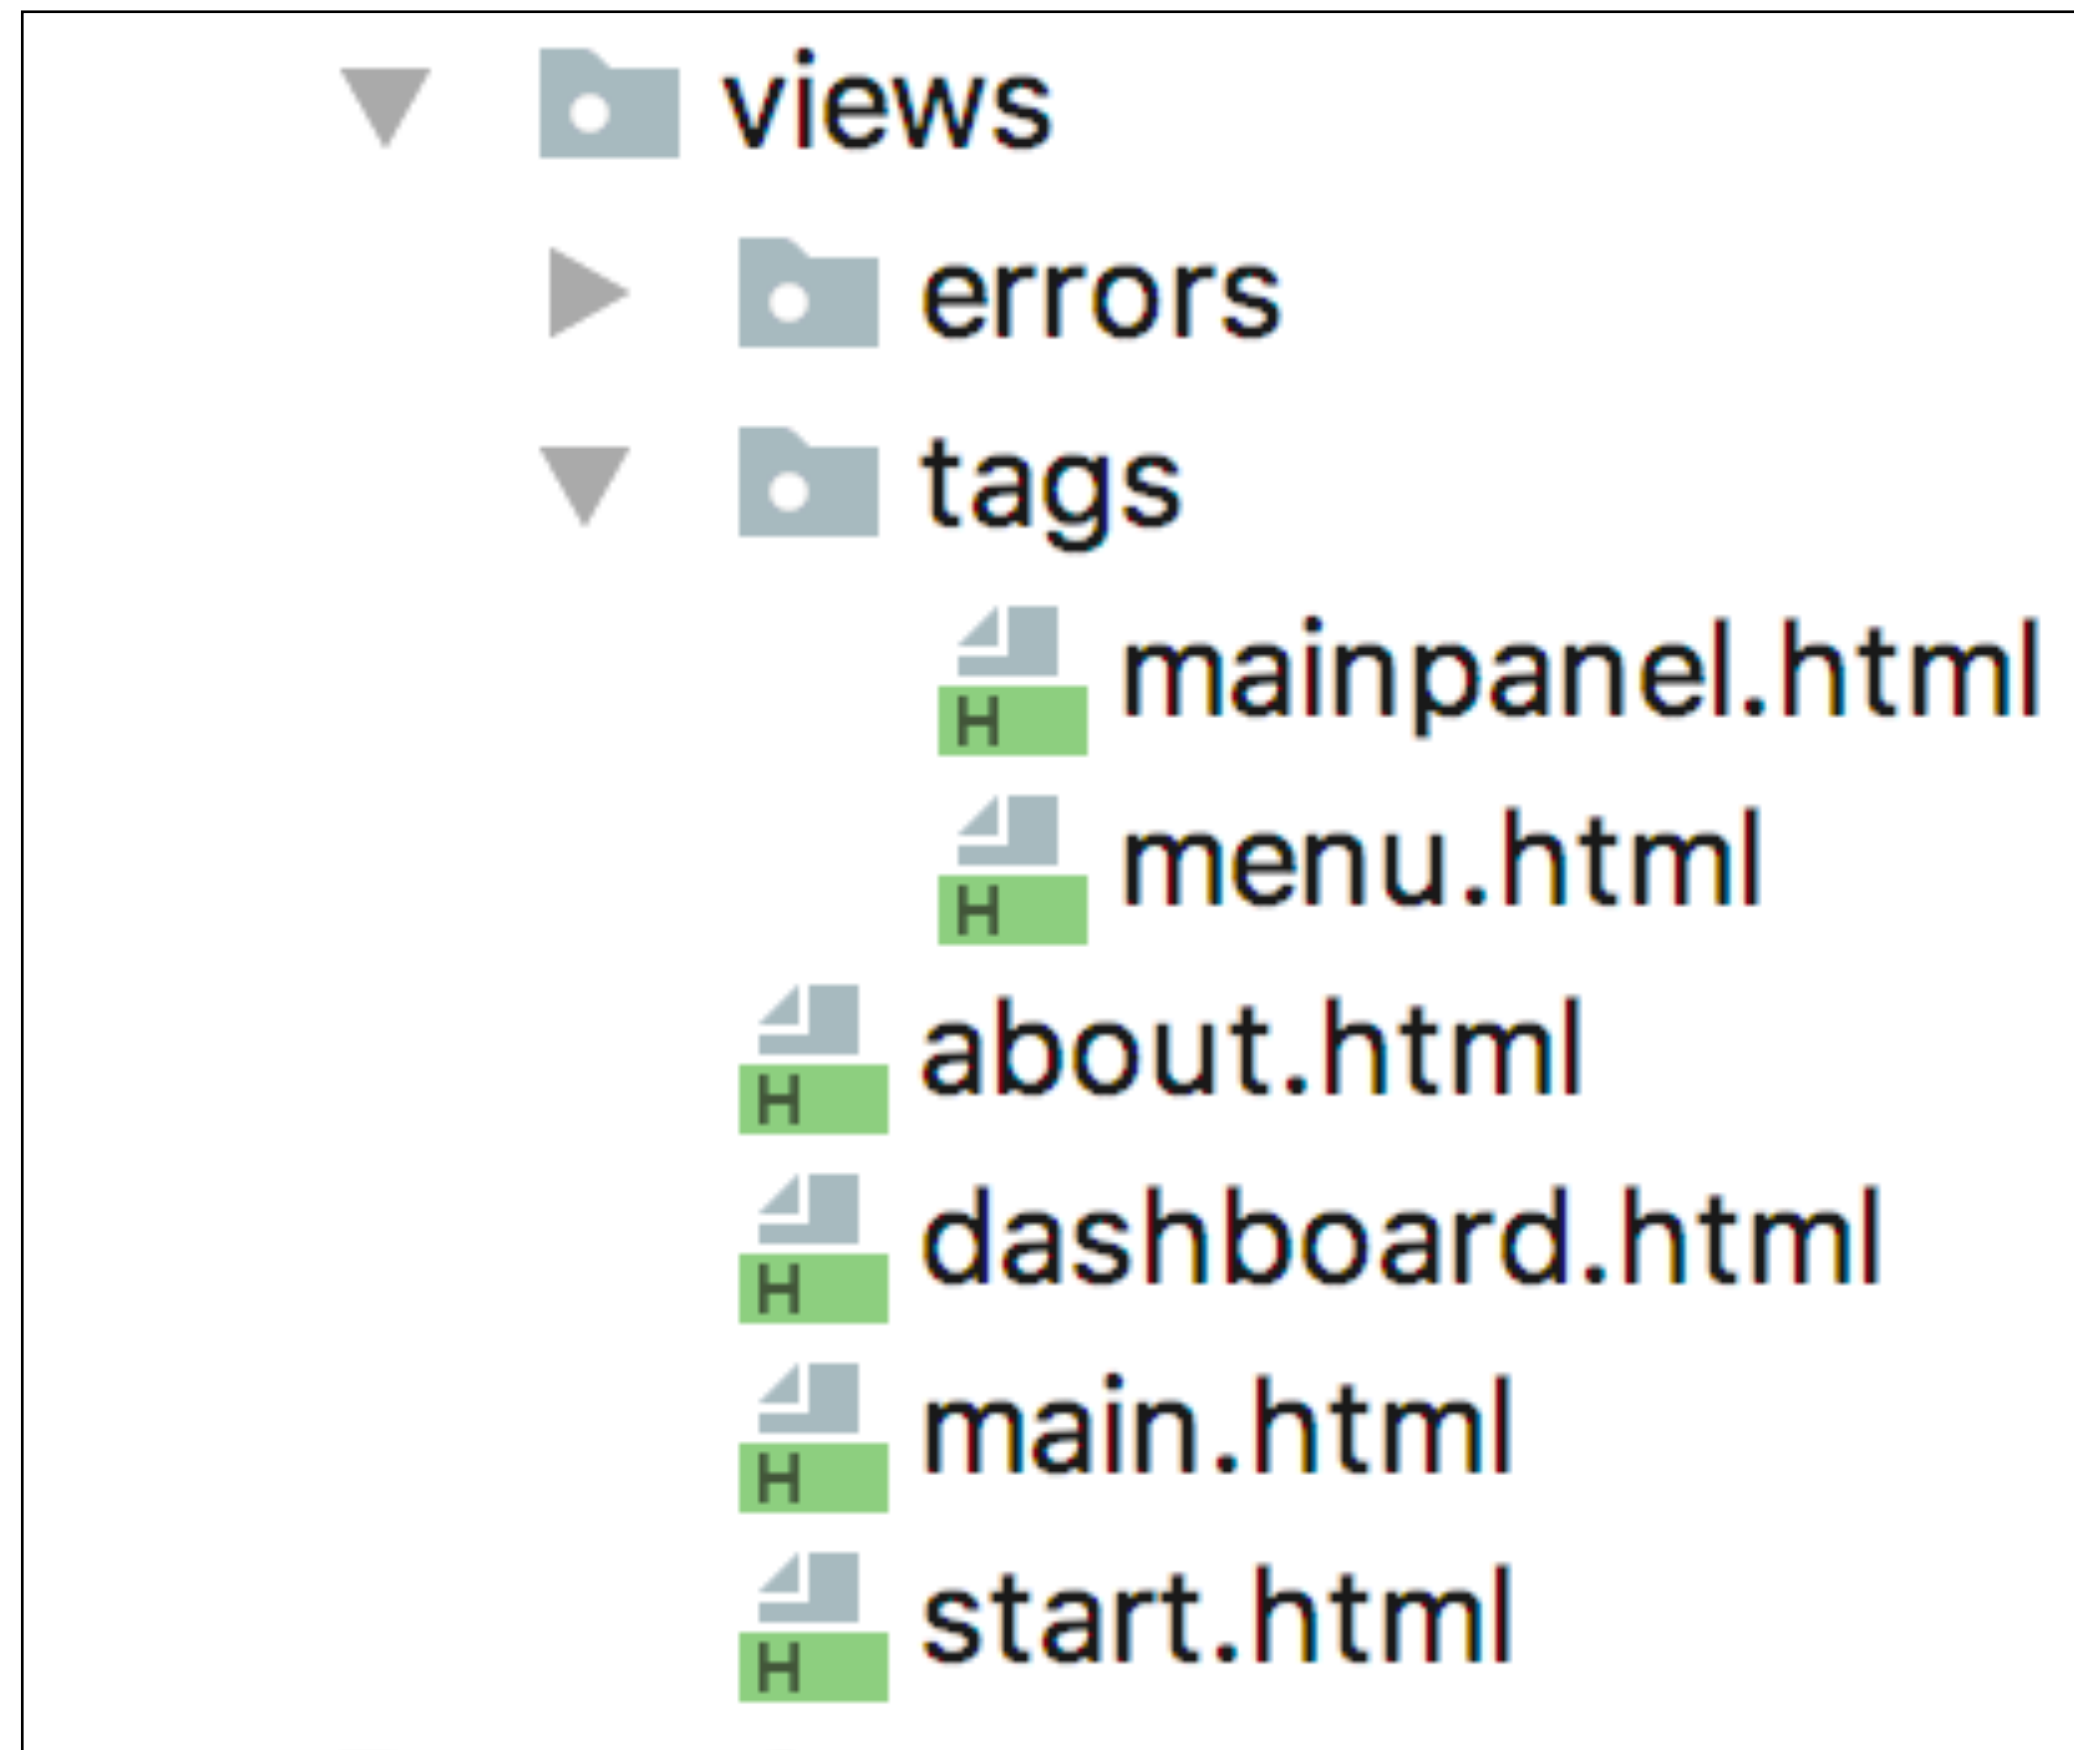 views
errors
tags
H mainpanel.html
H menu.html
H about.html
H dashboard.html
H main.html
H start.html